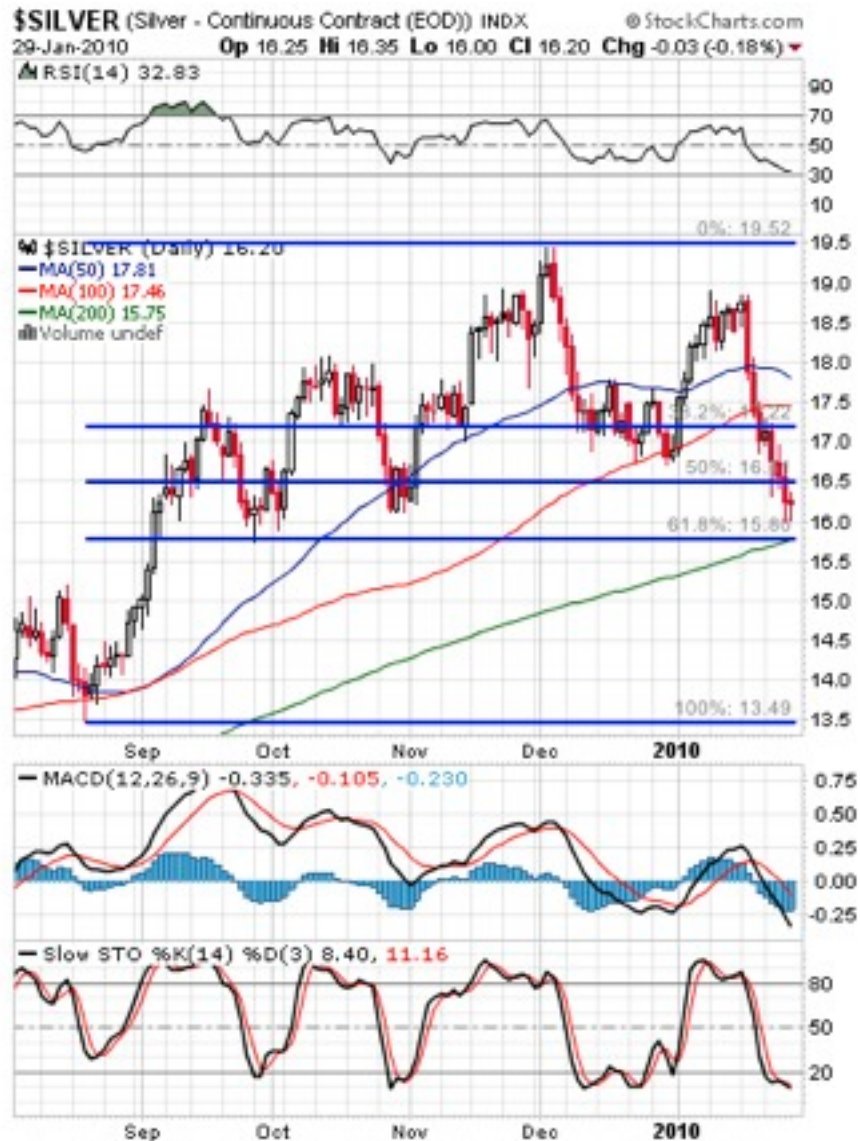 $SILVER (Silver - Continuous Contract (EOD)) INDX © StockCharts.com
29-Jan-2010 Op 16.25 Hi 16.35 Lo 16.00 Cl 16.20 Chg -0.03 (-0.18%)
RSI(14) 32.83
90
70
50
30
10
0%: 19.52
$SILVER (Daily) 16.20
MA(50) 17.81
MA(100) 17.46
MA(200) 15.75
Volume undef
19.5
19.0
18.5
18.0
17.5
17.0
50%
16.5
16.0
61.8%: 15.80
15.5
15.0
14.5
14.0
100%: 13.49
13.5
Sep Oct Nov Dec 2010
MACD(12,26,9) -0.335, -0.105, -0.230
0.75
0.50
0.25
0.00
-0.25
Slow STO %K(14) %D(3) 8.40, 11.16
80
50
20
Sep Oct Nov Dec 2010